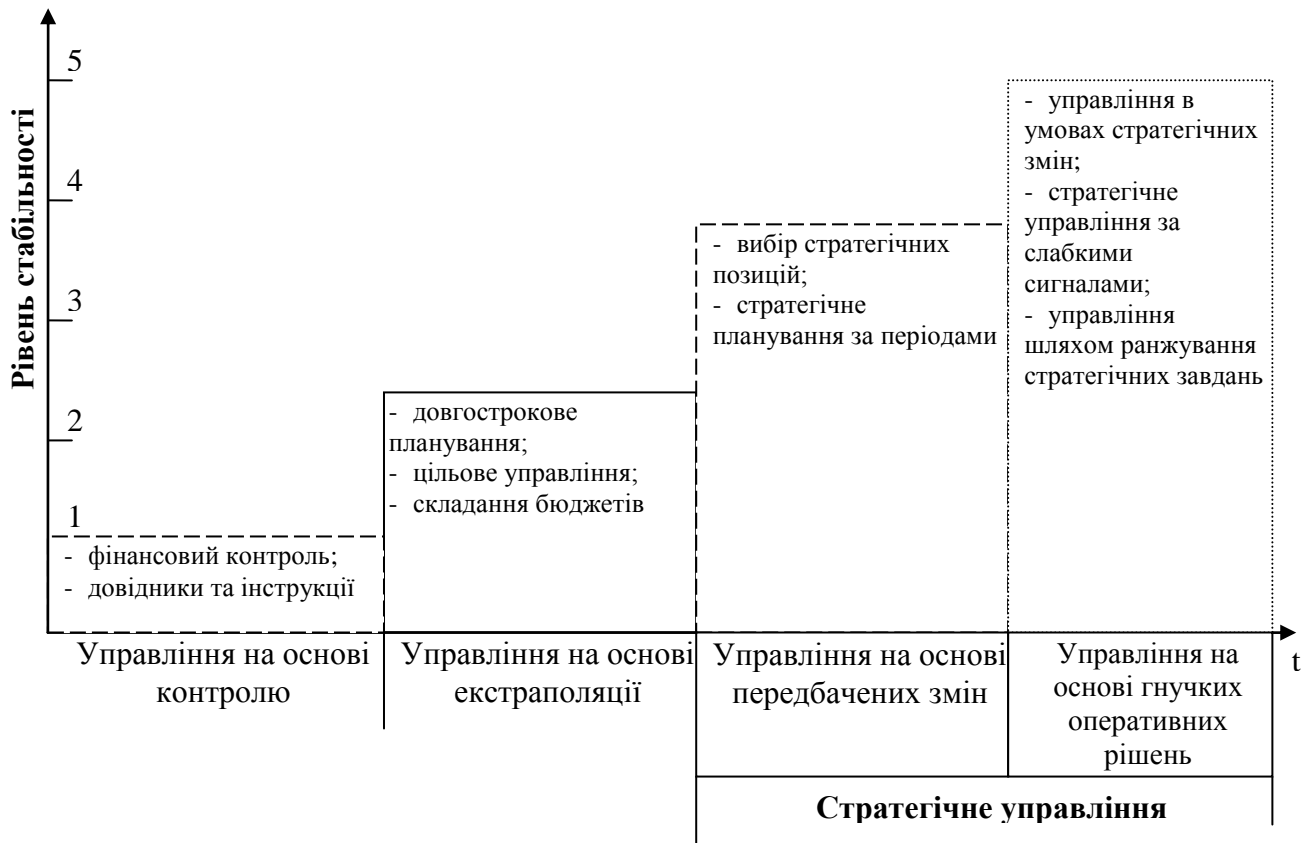 Рівень стабільності
5
4
3
2
1
- фінансовий контроль;
- довідники та інструкції
- довгострокове
планування;
- цільове управління;
- складання бюджетів
- вибір стратегічних
позицій;
- стратегічне
планування за періодами
- управління в
умовах стратегічних
змін;
- стратегічне
управління за
слабкими
сигналами;
- управління
шляхом ранжування
стратегічних завдань
Управління на основі
контролю
Управління на основі
екстраполяції
Управління на основі
передбачених змін
Управління на
основі гнучких
оперативних
рішень
t
Стратегічне управління